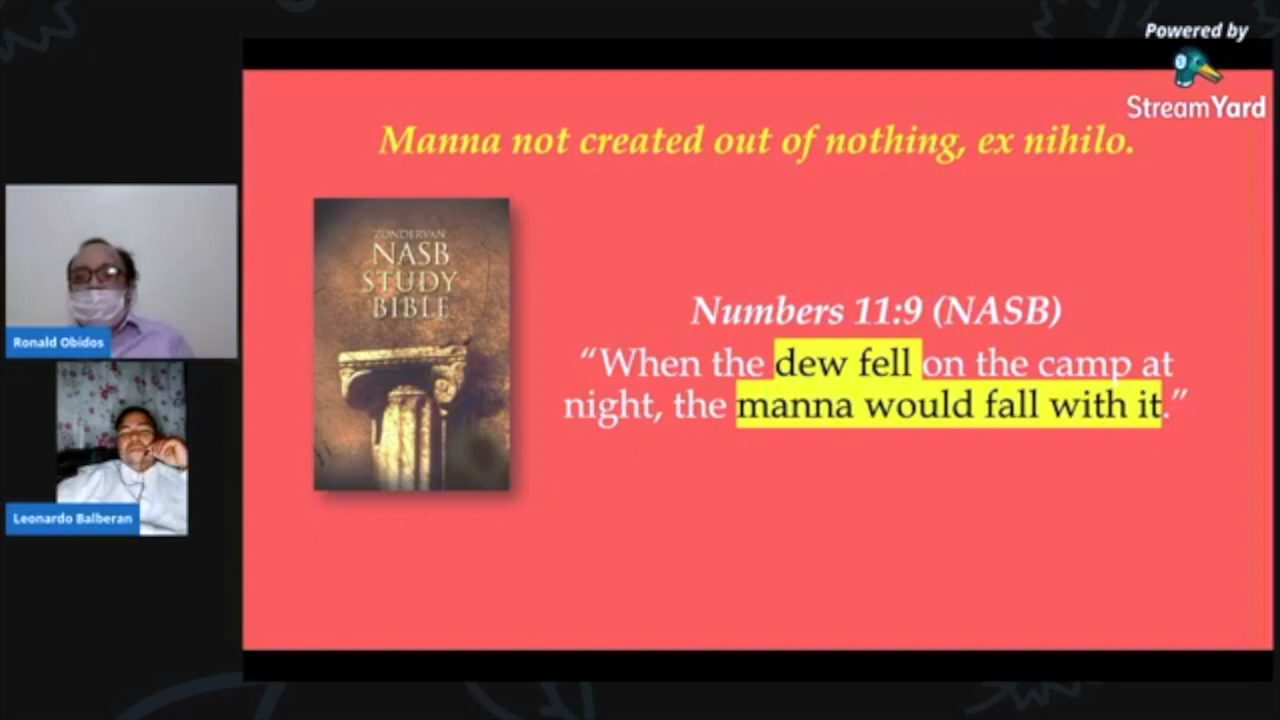 Powered by
StreamYard
Manna not created out of nothing, ex nihilo.
ZONDERVAN
NASB
STUDY
BIBLE
Numbers 11:9 (NASB)
“When the dew fell on the camp at
night, the manna would fall with it.”
Ronald Obidos
Leonardo Balberan